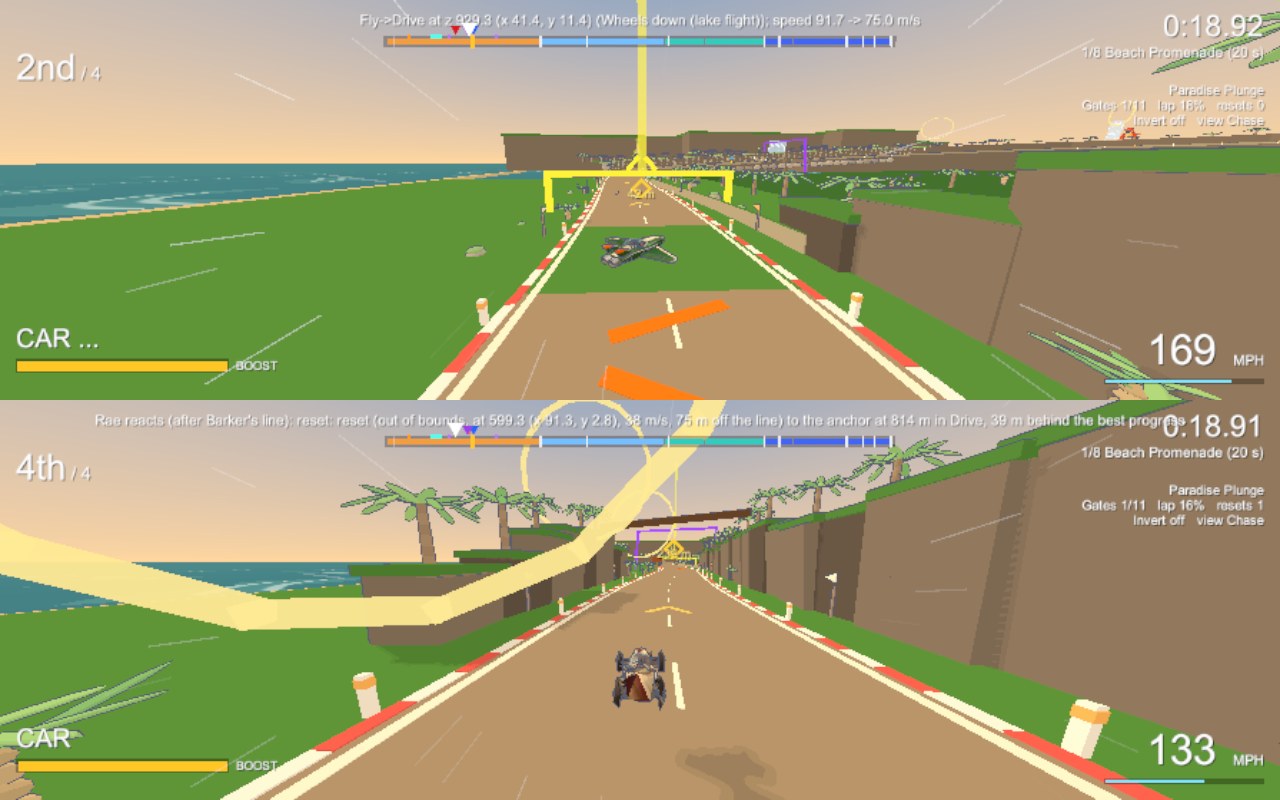 Fly->Drive at z 929.3 (x 41.4, y 11.4) (Wheels down (lake flight)); speed 91.7 -> 75.0 m/s
0:18.92
2nd / 4
1/8 Beach Promenade (20 s)
Paradise Plunge
Gates 1/11 lap 18% resets 0
Invert off view Chase
CAR ...
BOOST
169 MPH
Rae reacts (after Barker's line): reset: reset (out of bounds, at 599.3 (x 91.3, y 2.8), 38 m/s, 75 m off the line) to the anchor at 814 m in Drive, 39 m behind the best progress
0:18.91
4th / 4
1/8 Beach Promenade (20 s)
Paradise Plunge
Gates 1/11 lap 16% resets 1
Invert off view Chase
CAR
BOOST
133 MPH